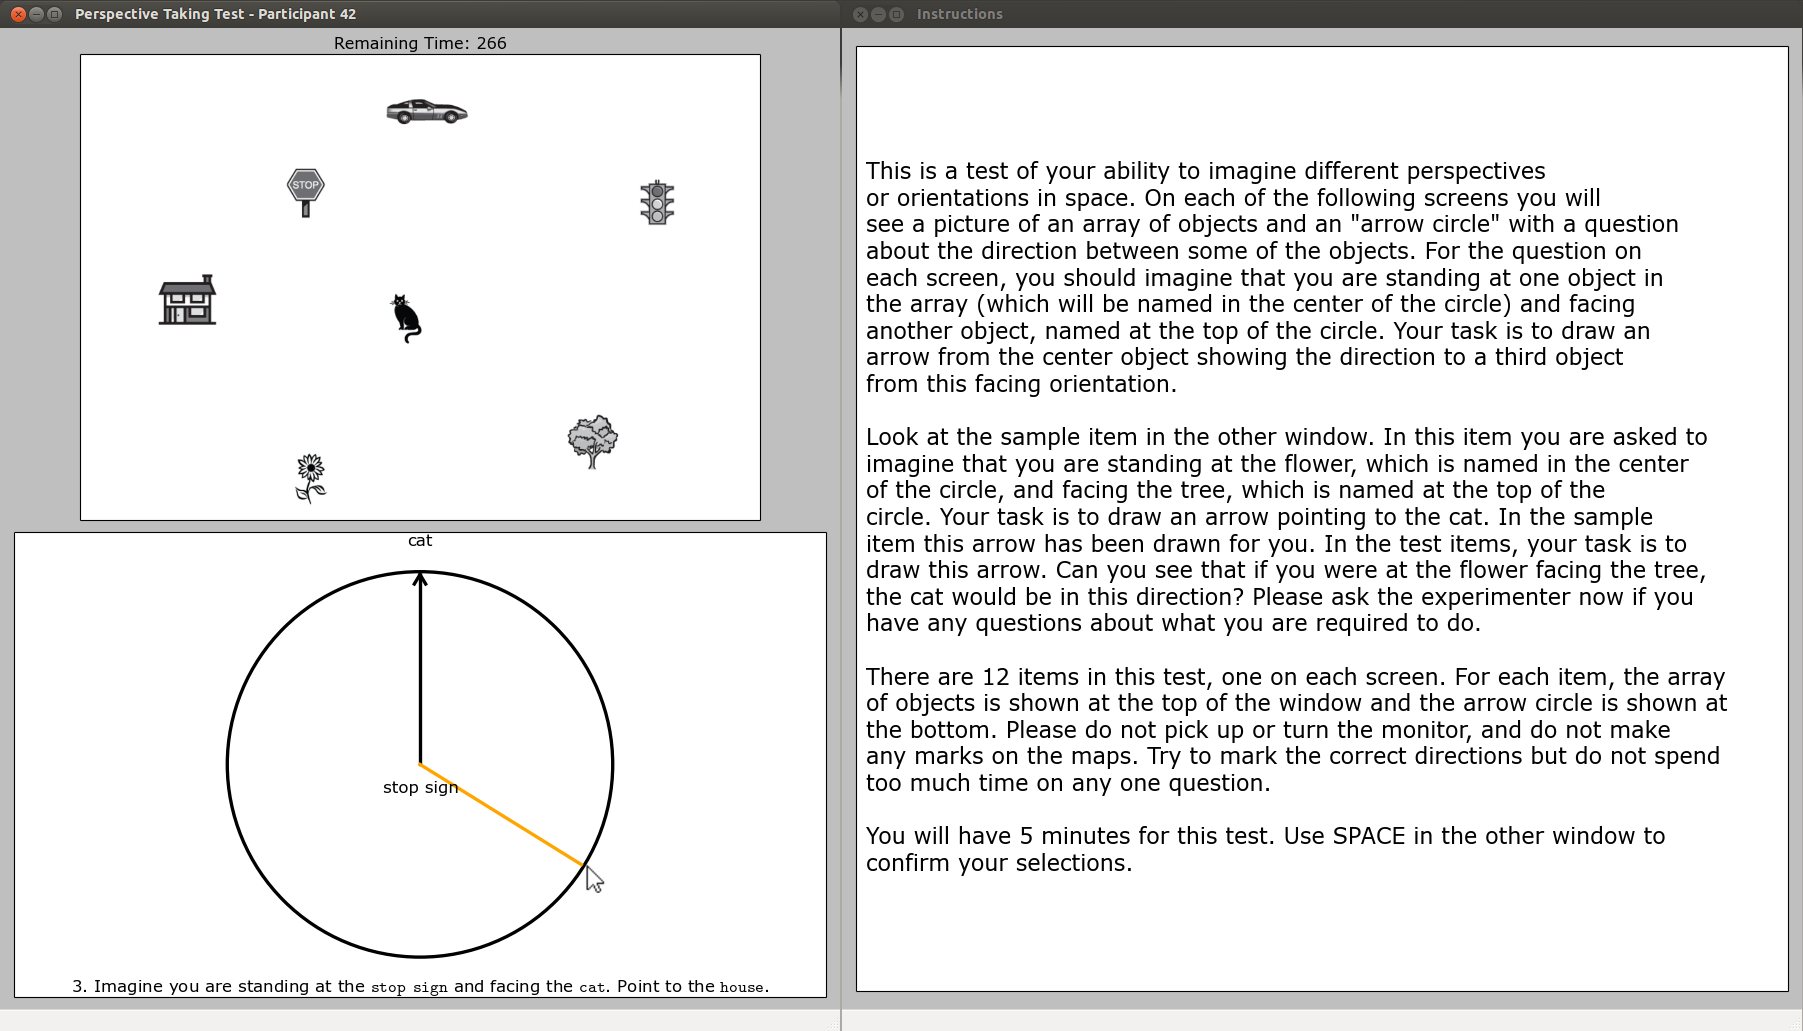 Perspective Taking Test - Participant 42
Remaining Time: 266
STOP
cat
stop sign
3. Imagine you are standing at the stop sign and facing the cat. Point to the house.
Instructions
This is a test of your ability to imagine different perspectives
or orientations in space. On each of the following screens you will
see a picture of an array of objects and an "arrow circle" with a question
about the direction between some of the objects. For the question on
each screen, you should imagine that you are standing at one object in
the array (which will be named in the center of the circle) and facing
another object, named at the top of the circle. Your task is to draw an
arrow from the center object showing the direction to a third object
from this facing orientation.
Look at the sample item in the other window. In this item you are asked to
imagine that you are standing at the flower, which is named in the center
of the circle, and facing the tree, which is named at the top of the
circle. Your task is to draw an arrow pointing to the cat. In the sample
item this arrow has been drawn for you. In the test items, your task is to
draw this arrow. Can you see that if you were at the flower facing the tree,
the cat would be in this direction? Please ask the experimenter now if you
have any questions about what you are required to do.
There are 12 items in this test, one on each screen. For each item, the array
of objects is shown at the top of the window and the arrow circle is shown at
the bottom. Please do not pick up or turn the monitor, and do not make
any marks on the maps. Try to mark the correct directions but do not spend
too much time on any one question.
You will have 5 minutes for this test. Use SPACE in the other window to
confirm your selections.